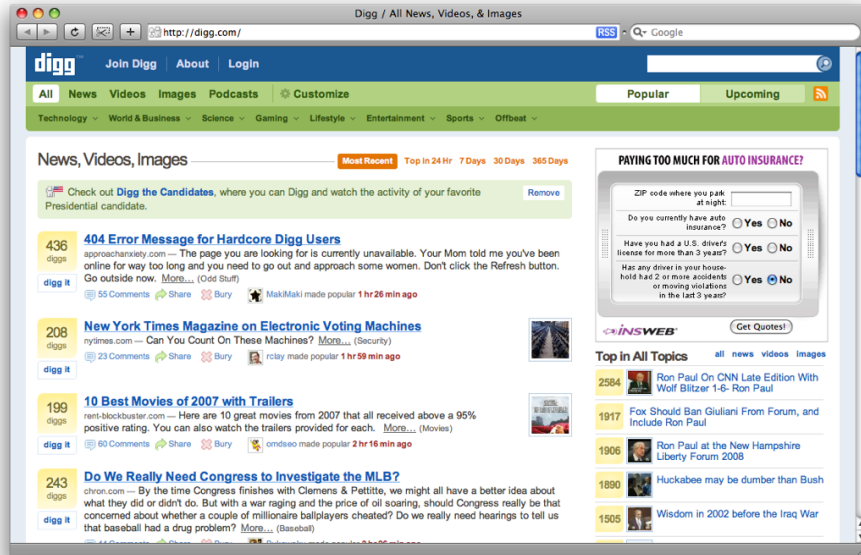 Digg / All News, Videos, & Images
http://digg.com/
RSS
Google
digg™
Join Digg
About
Login
All
News
Videos
Images
Podcasts
Customize
Popular
Upcoming
Technology
World & Business
Science
Gaming
Lifestyle
Entertainment
Sports
Offbeat
News, Videos, Images
Most Recent
Top in 24 Hr
7 Days
30 Days
365 Days
Check out Digg the Candidates, where you can Digg and watch the activity of your favorite
Presidential candidate.
Remove
436
diggs
digg it
404 Error Message for Hardcore Digg Users
approachanxiety.com — The page you are looking for is currently unavailable. Your Mom told me you've been
online for way too long and you need to go out and approach some women. Don't click the Refresh button.
Go outside now. More... (Odd Stuff)
55 Comments Share Bury MakiMaki made popular 1 hr 26 min ago
208
diggs
digg it
New York Times Magazine on Electronic Voting Machines
nytimes.com — Can You Count On These Machines? More... (Security)
23 Comments Share Bury rclay made popular 1 hr 59 min ago
199
diggs
digg it
10 Best Movies of 2007 with Trailers
rent-blockbuster.com — Here are 10 great movies from 2007 that all received above a 95%
positive rating. You can also watch the trailers provided for each. More... (Movies)
60 Comments Share Bury omdseo made popular 2 hr 16 min ago
243
diggs
digg it
Do We Really Need Congress to Investigate the MLB?
chron.com — By the time Congress finishes with Clemens & Pettitte, we might all have a better idea about
what they did or didn't do. But with a war raging and the price of oil soaring, should Congress really be that
concerned about whether a couple of millionaire ballplayers cheated? Do we really need hearings to tell us
that baseball had a drug problem? More... (Baseball)
PAYING TOO MUCH FOR AUTO INSURANCE?
ZIP code where you park
at night:
Do you currently have auto
insurance?
Yes No
Have you had a U.S. driver's
license for more than 3 years?
Yes No
Has any driver in your house-
hold had 2 or more accidents
or moving violations
in the last 3 years?
Yes No
INSWEB
Get Quotes!
Top in All Topics
all news videos images
2584
Ron Paul On CNN Late Edition With
Wolf Blitzer 1-6- Ron Paul
1917
Fox Should Ban Giuliani From Forum, and
Include Ron Paul
1906
Ron Paul at the New Hampshire
Liberty Forum 2008
1890
Huckabee may be dumber than Bush
1505
Wisdom in 2002 before the Iraq War